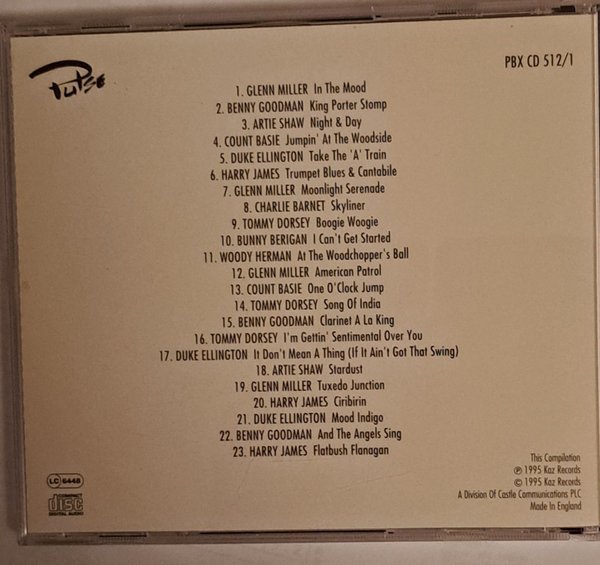 Pulse
PBX CD 512/1
1. GLENN MILLER In The Mood
2. BENNY GOODMAN King Porter Stomp
3. ARTIE SHAW Night & Day
4. COUNT BASIE Jumpin' At The Woodside
5. DUKE ELLINGTON Take The 'A' Train
6. HARRY JAMES Trumpet Blues & Cantabile
7. GLENN MILLER Moonlight Serenade
8. CHARLIE BARNET Skyliner
9. TOMMY DORSEY Boogie Woogie
10. BUNNY BERIGAN I Can't Get Started
11. WOODY HERMAN At The Woodchopper's Ball
12. GLENN MILLER American Patrol
13. COUNT BASIE One O'Clock Jump
14. TOMMY DORSEY Song Of India
15. BENNY GOODMAN Clarinet A La King
16. TOMMY DORSEY I'm Gettin' Sentimental Over You
17. DUKE ELLINGTON It Don't Mean A Thing (If It Ain't Got That Swing)
18. ARTIE SHAW Stardust
19. GLENN MILLER Tuxedo Junction
20. HARRY JAMES Ciribirin
21. DUKE ELLINGTON Mood Indigo
22. BENNY GOODMAN And The Angels Sing
23. HARRY JAMES Flatbush Flanagan
LC 6448
COMPACT
disc
DIGITAL AUDIO
This Compilation
℗ 1995 Kaz Records
© 1995 Kaz Records
A Division Of Castle Communications PLC
Made In England